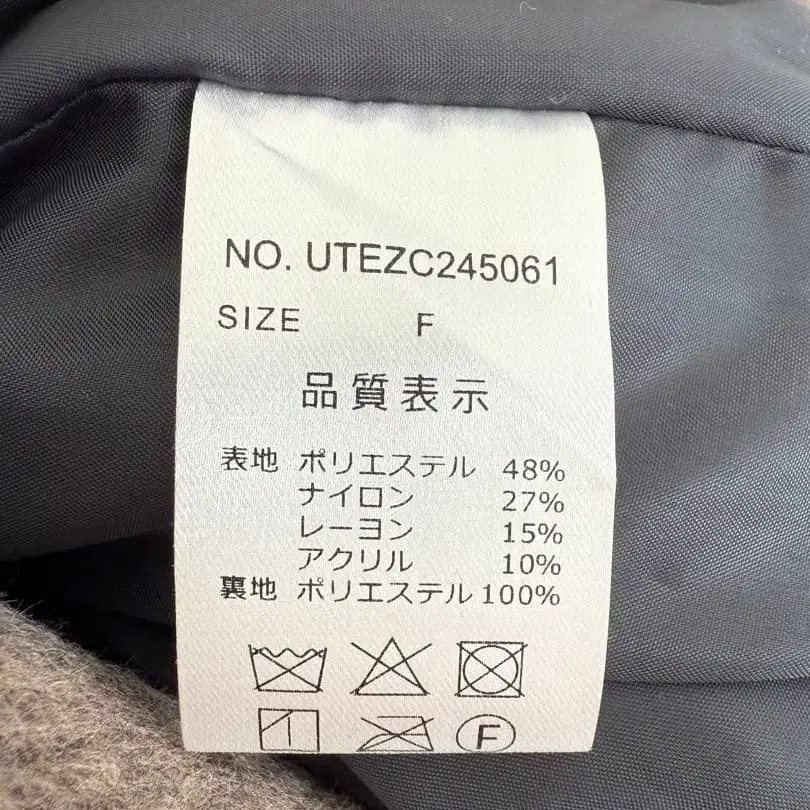 NO. UTEZC245061
SIZE F
品質表示
表地 ポリエステル 48%
ナイロン 27%
レーヨン 15%
アクリル 10%
裏地 ポリエステル 100%
F